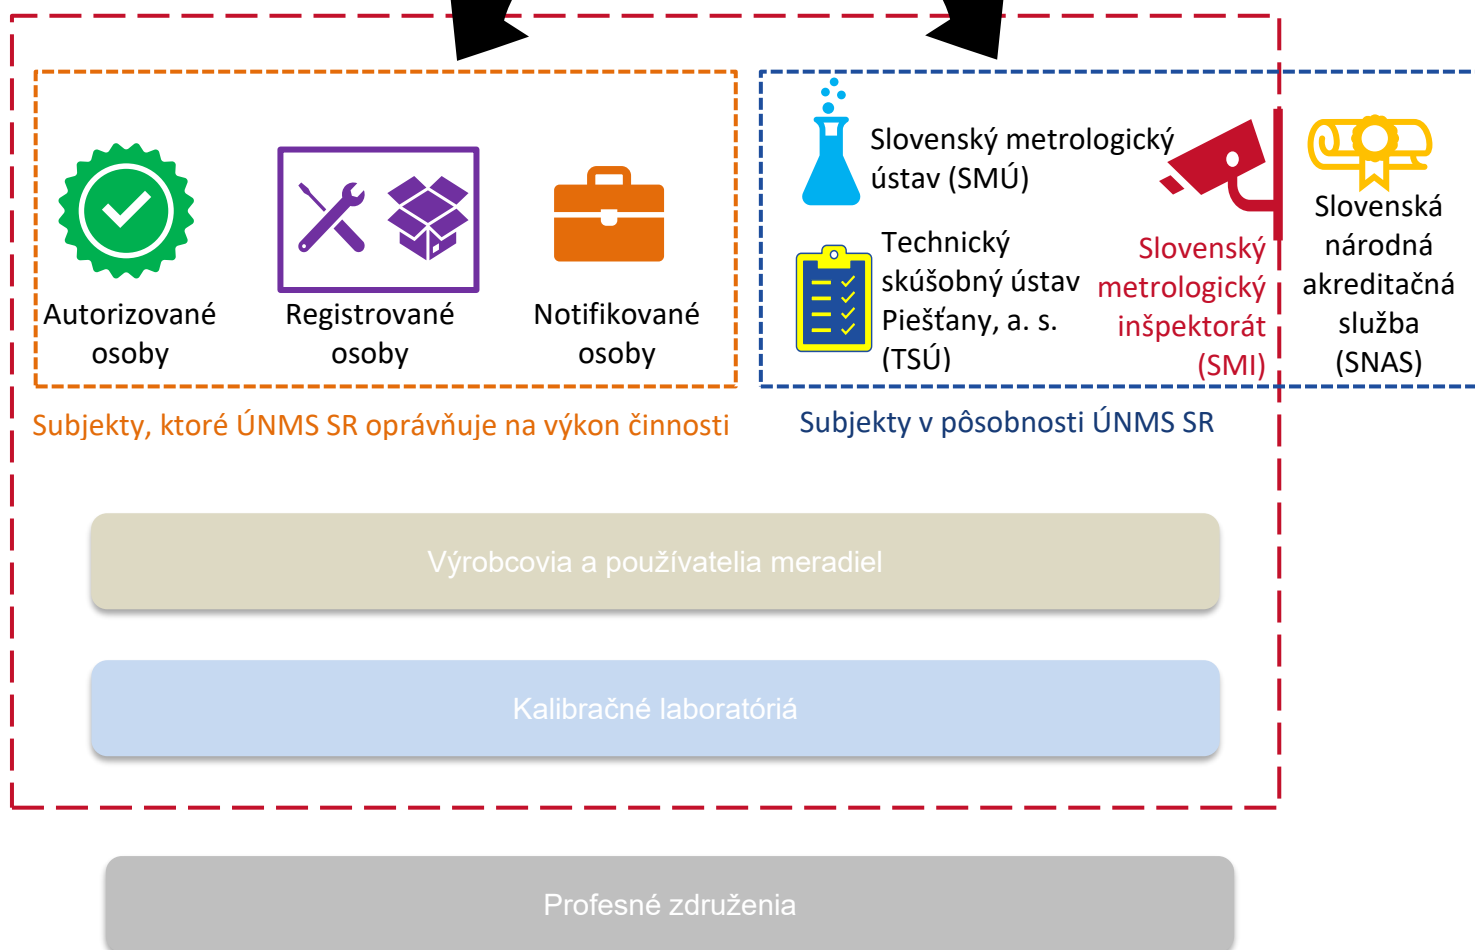 Autorizované
osoby
Registrované
osoby
Notifikované
osoby
Subjekty, ktoré ÚNMS SR oprávňuje na výkon činnosti
Slovenský metrologický
ústav (SMÚ)
Technický
skúšobný ústav
Piešťany, a. s.
(TSÚ)
Slovenský
metrologický
inšpektorát
(SMI)
Slovenská
národná
akreditačná
služba
(SNAS)
Subjekty v pôsobnosti ÚNMS SR
Výrobcovia a používatelia meradiel
Kalibračné laboratóriá
Profesné združenia